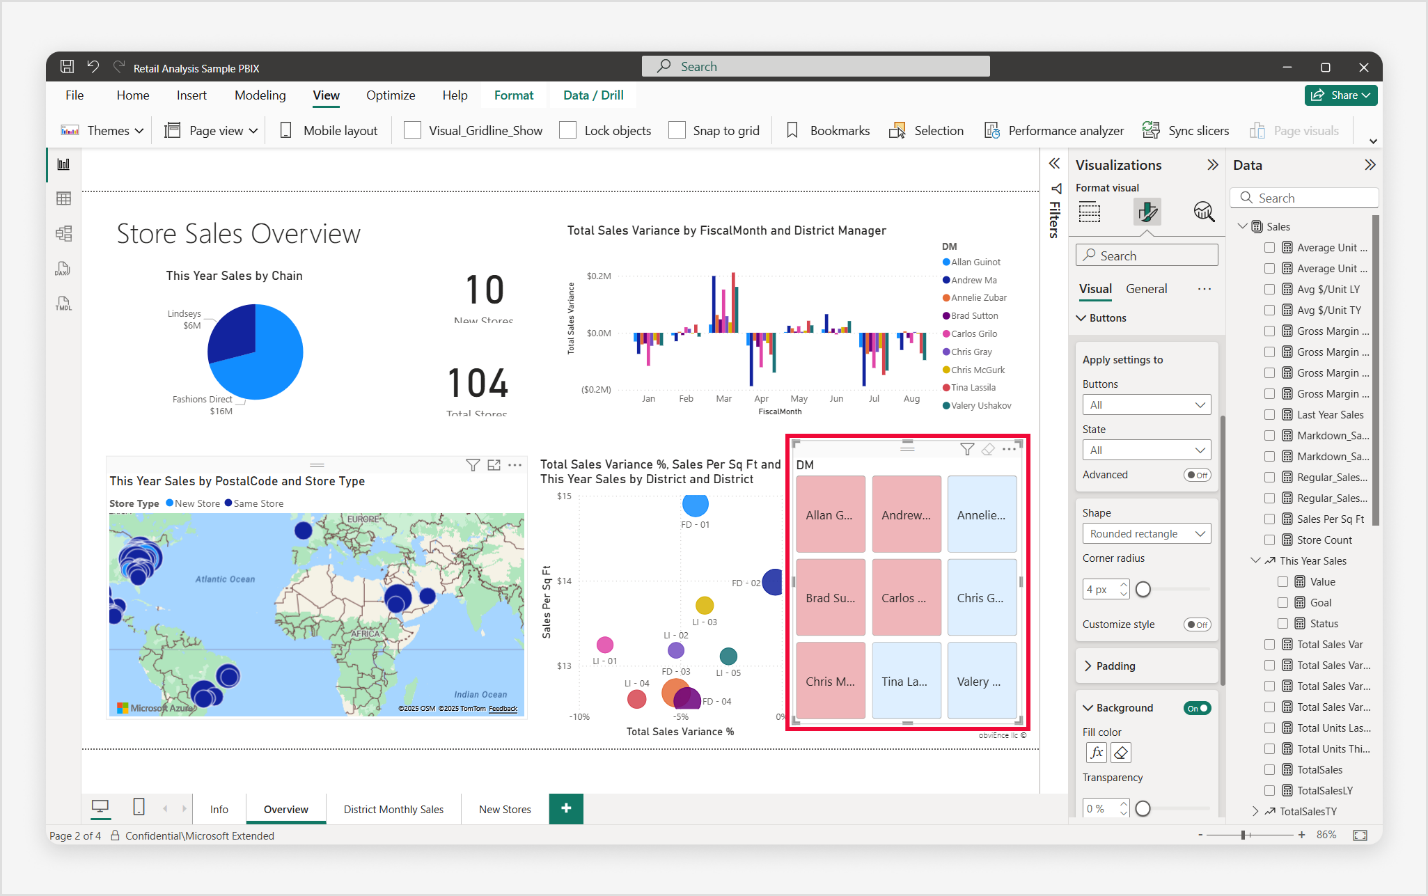 Retail Analysis Sample PBIX
Search
File Home Insert Modeling View Optimize Help Format Data / Drill
Share
Themes Page view Mobile layout Visual_Gridline_Show Lock objects Snap to grid Bookmarks Selection Performance analyzer Sync slicers Page visuals
Store Sales Overview
This Year Sales by Chain
Lindseys
$6M
Fashions Direct
$16M
10
New Stores
104
Total Stores
Total Sales Variance by FiscalMonth and District Manager
Total Sales Variance
$0.2M
$0.0M
($0.2M)
Jan Feb Mar Apr May Jun Jul Aug
FiscalMonth
DM
Allan Guinot
Andrew Ma
Annelie Zubar
Brad Sutton
Carlos Grilo
Chris Gray
Chris McGurk
Tina Lassila
Valery Ushakov
This Year Sales by PostalCode and Store Type
Store Type New Store Same Store
EUROPE
Atlantic Ocean
AFRICA
Indian Ocean
Microsoft Azure
©2025 OSM ©2025 TomTom Feedback
Total Sales Variance %, Sales Per Sq Ft and
This Year Sales by District and District
Sales Per Sq Ft
$15
$14
$13
FD - 01
FD - 02
LI - 03
LI - 02
LI - 01
FD - 03
LI - 05
LI - 04
FD - 04
-10% -5% 0%
Total Sales Variance %
DM
Allan G... Andrew... Annelie...
Brad Su... Carlos ... Chris G...
Chris M... Tina La... Valery ...
obviEnce llc ©
Filters
Visualizations
Format visual
Search
Visual General
Buttons
Apply settings to
Buttons
All
State
All
Advanced Off
Shape
Rounded rectangle
Corner radius
4 px
Customize style Off
Padding
Background On
Fill color
fx
Transparency
0 %
Data
Search
Sales
Average Unit ...
Average Unit ...
Avg $/Unit LY
Avg $/Unit TY
Gross Margin ...
Gross Margin ...
Gross Margin ...
Gross Margin ...
Last Year Sales
Markdown_Sa...
Markdown_Sa...
Regular_Sales...
Regular_Sales...
Sales Per Sq Ft
Store Count
This Year Sales
Value
Goal
Status
Total Sales Var
Total Sales Var...
Total Sales Var...
Total Sales Var...
Total Units Las...
Total Units Thi...
TotalSales
TotalSalesLY
TotalSalesTY
DAX
TMDL
Info Overview District Monthly Sales New Stores +
Page 2 of 4 Confidential\Microsoft Extended
- + 86%